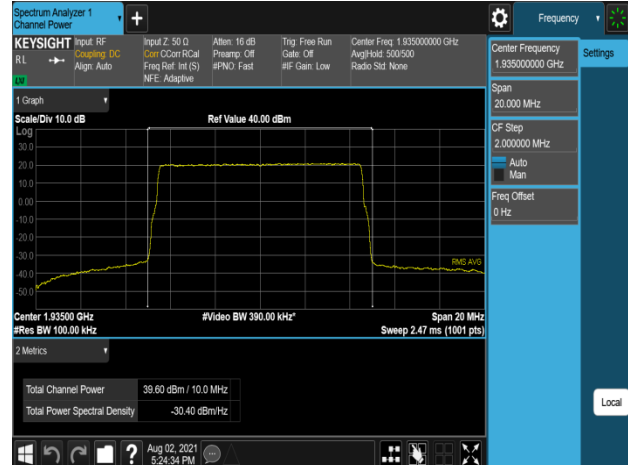 Spectrum Analyzer 1
Channel Power
Frequency
KEYSIGHT
RL
LV
Input: RF
Coupling: DC
Align: Auto
Input Z: 50 Ω
Corr CCorr RCal
Freq Ref: Int (S)
NFE: Adaptive
Atten: 16 dB
Preamp: Off
#PNO: Fast
Trig: Free Run
Gate: Off
#IF Gain: Low
Center Freq: 1.935000000 GHz
Avg|Hold: 500/500
Radio Std: None
Center Frequency
1.935000000 GHz
Settings
Span
20.000 MHz
CF Step
2.000000 MHz
Auto
Man
Freq Offset
0 Hz
1 Graph
Scale/Div 10.0 dB
Ref Value 40.00 dBm
Log
30.0
20.0
10.0
0.00
-10.0
-20.0
-30.0
-40.0
-50.0
RMS AVG
Center 1.93500 GHz
#Video BW 390.00 kHz*
Span 20 MHz
#Res BW 100.00 kHz
Sweep 2.47 ms (1001 pts)
2 Metrics
Total Channel Power
39.60 dBm / 10.0 MHz
Total Power Spectral Density
-30.40 dBm/Hz
Local
?
Aug 02, 2021
5:24:34 PM